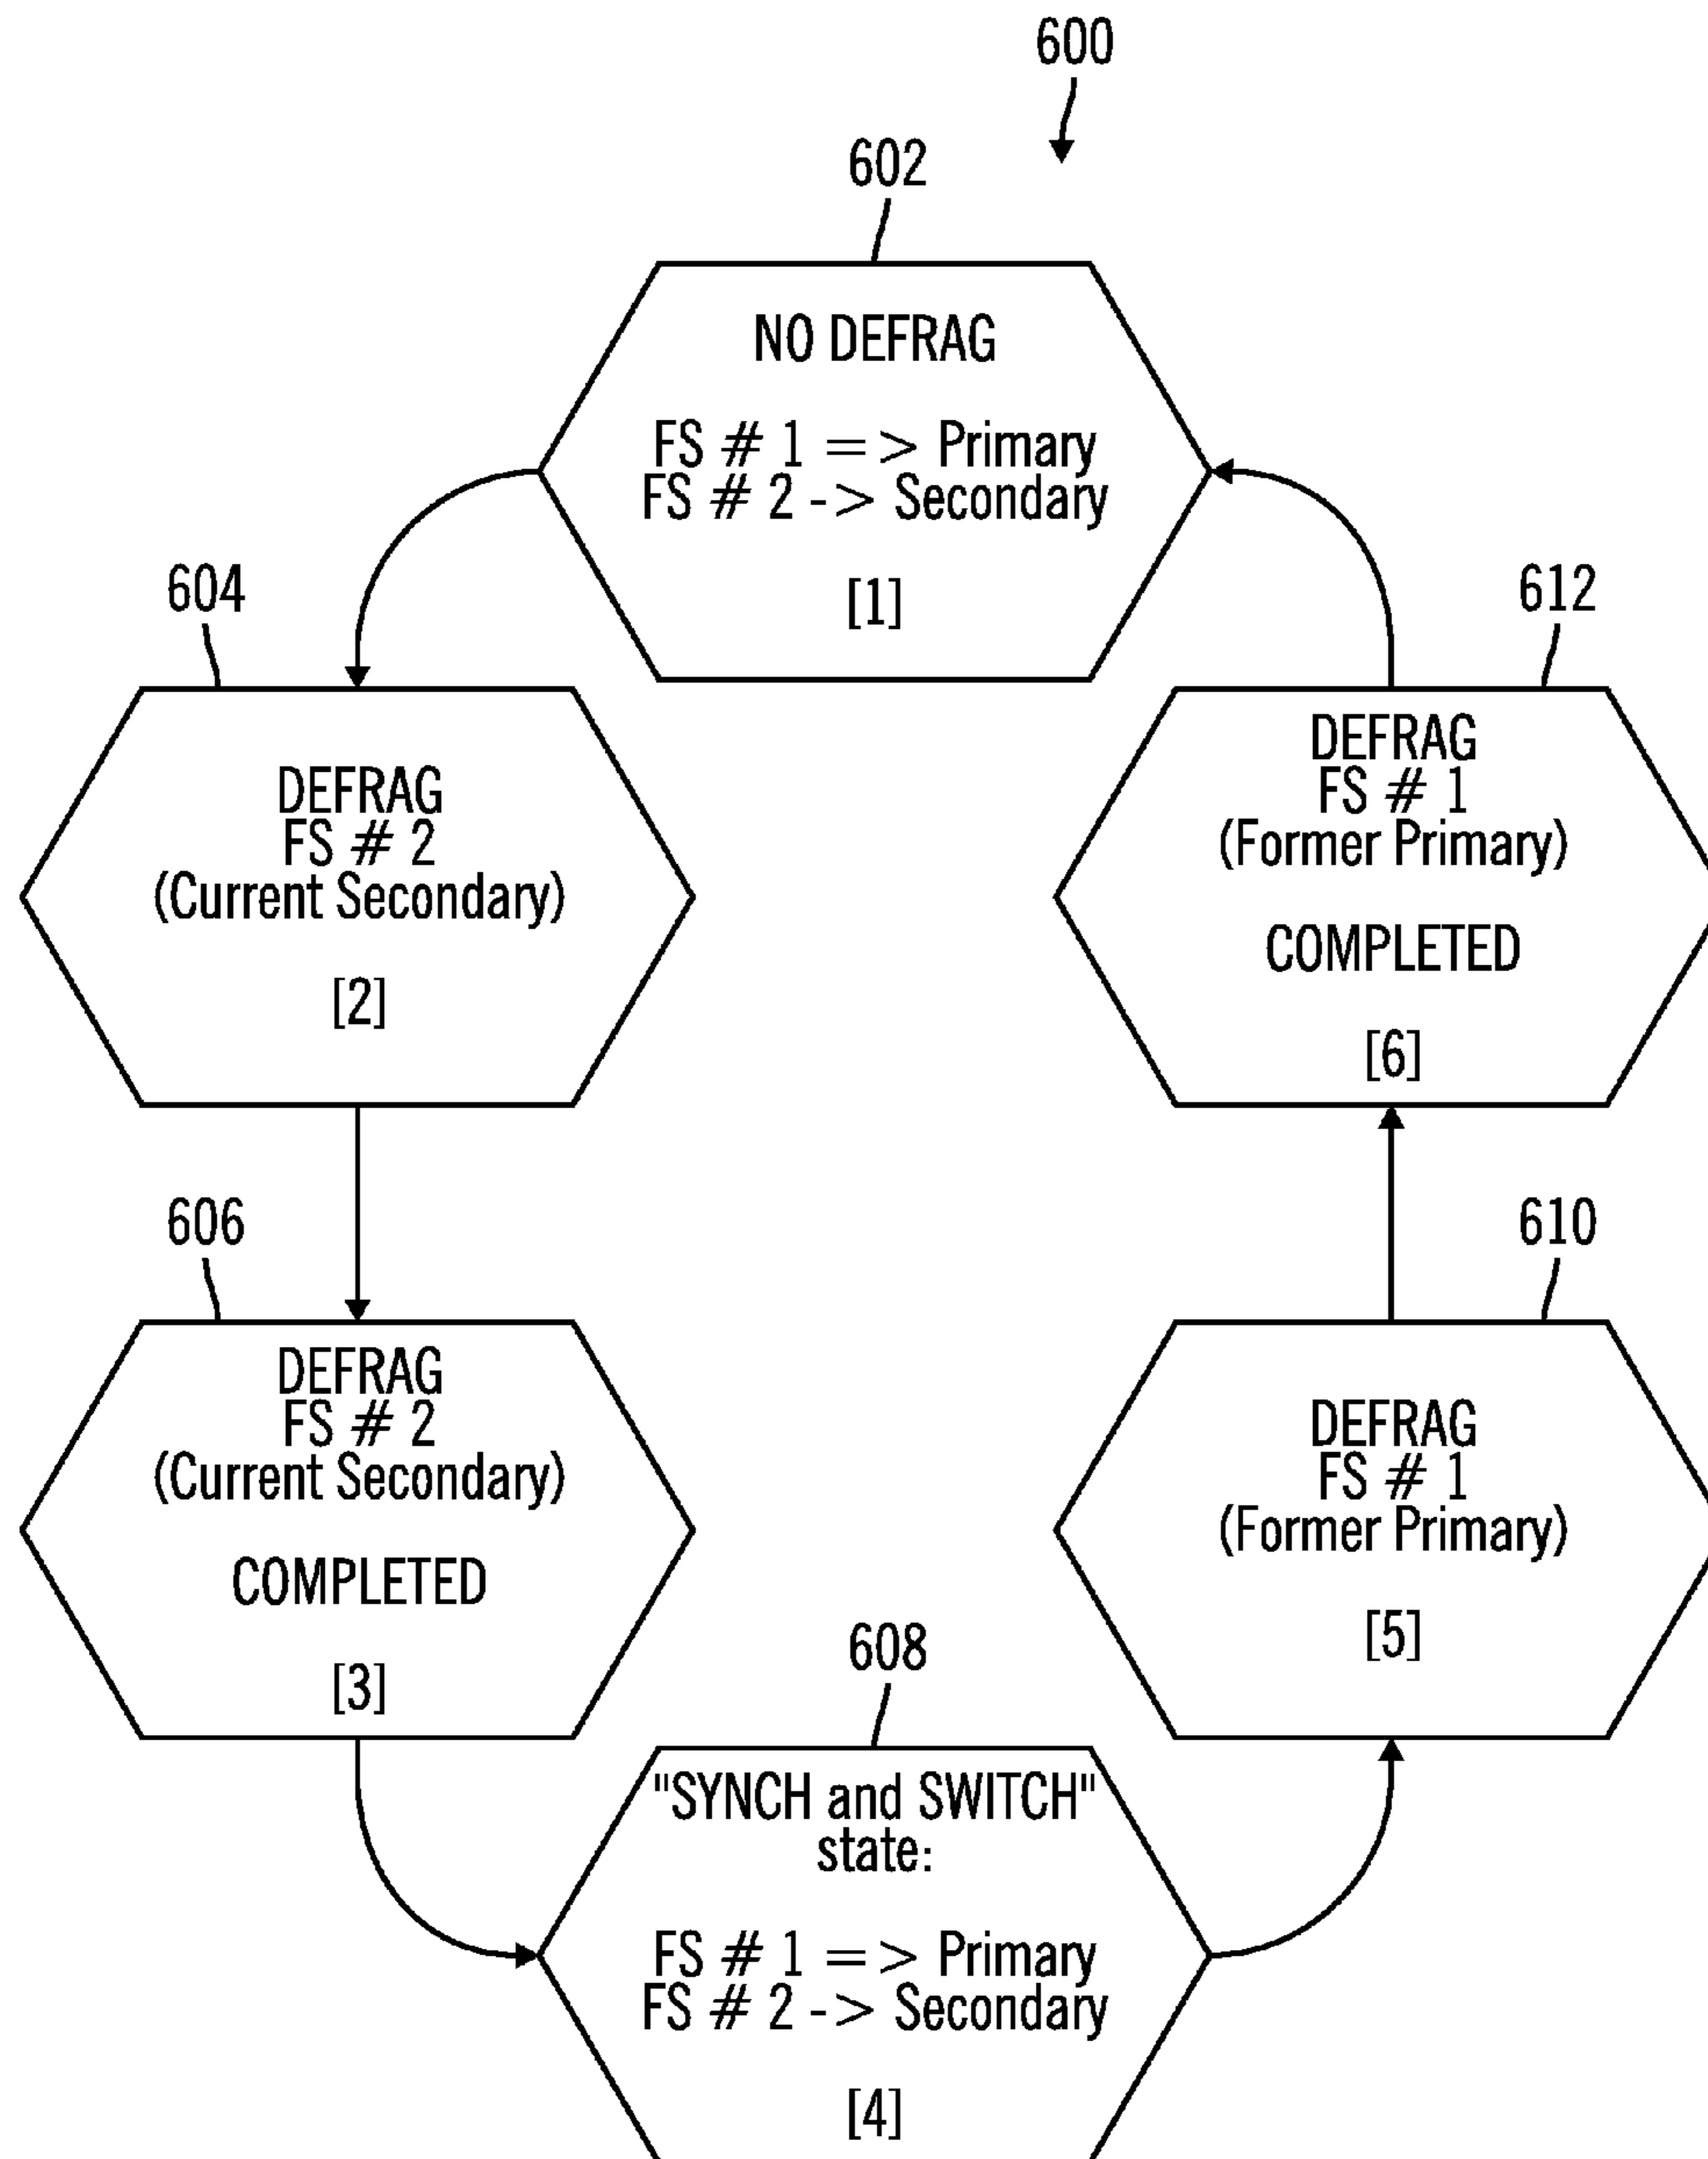 600
602
NO DEFRAG
FS # 1 = > Primary
FS # 2 - > Secondary
[1]
604
DEFRAG
FS # 2
(Current Secondary)
[2]
612
DEFRAG
FS # 1
(Former Primary)
COMPLETED
[6]
606
DEFRAG
FS # 2
(Current Secondary)
COMPLETED
[3]
610
DEFRAG
FS # 1
(Former Primary)
[5]
608
"SYNCH and SWITCH"
state:
FS # 1 = > Primary
FS # 2 - > Secondary
[4]